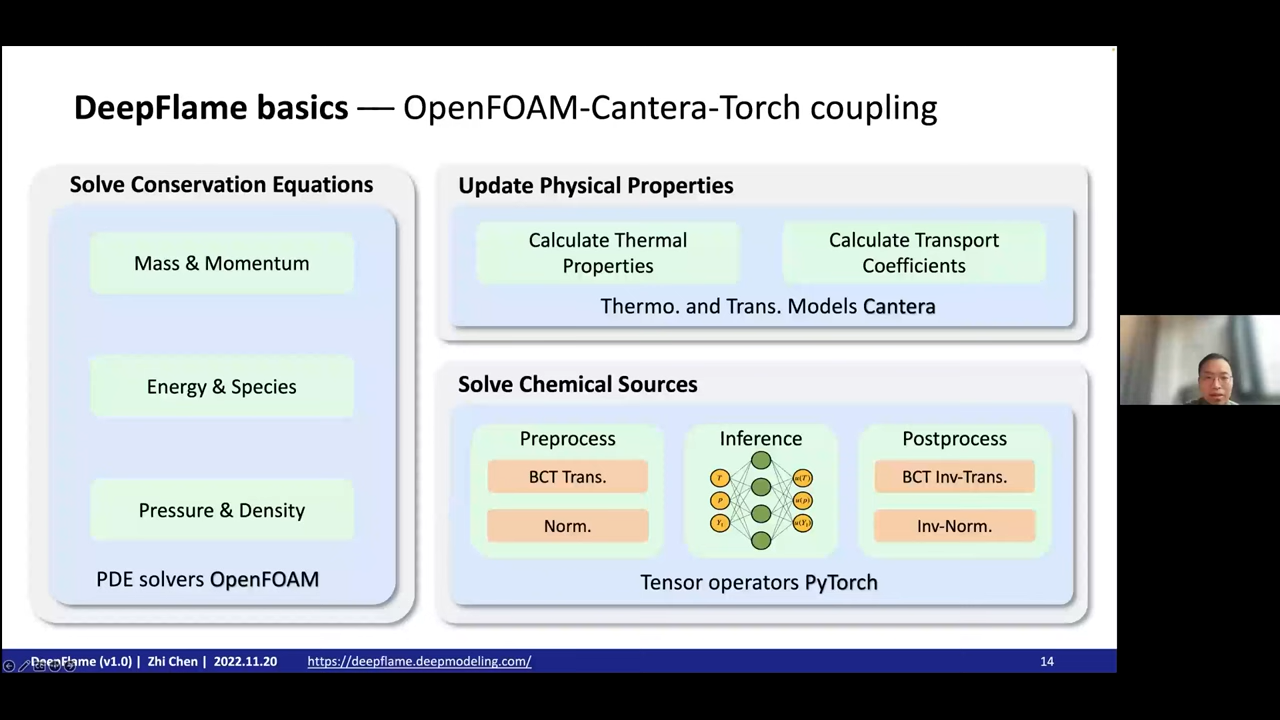 DeepFlame basics — OpenFOAM-Cantera-Torch coupling
Solve Conservation Equations
Mass & Momentum
Energy & Species
Pressure & Density
PDE solvers OpenFOAM
Update Physical Properties
Calculate Thermal
Properties
Calculate Transport
Coefficients
Thermo. and Trans. Models Cantera
Solve Chemical Sources
Preprocess
BCT Trans.
Norm.
Inference
T
P
Postprocess
BCT Inv-Trans.
Inv-Norm.
Tensor operators PyTorch
DeepFlame (v1.0) | Zhi Chen | 2022.11.20
https://deepflame.deepmodeling.com/
14